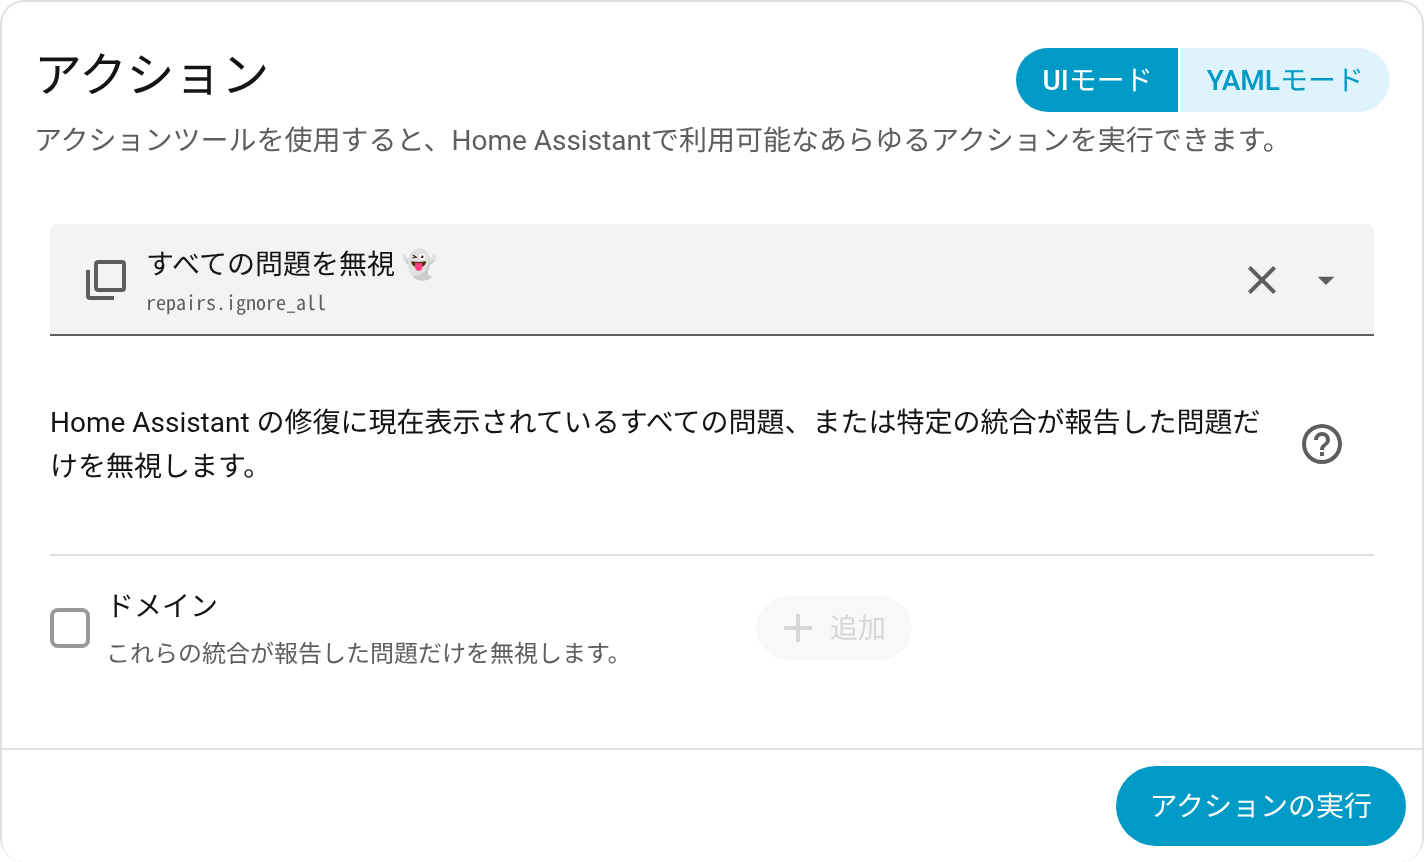 アクション
UIモード
YAMLモード
アクションツールを使用すると、Home Assistantで利用可能なあらゆるアクションを実行できます。
すべての問題を無視 👻
repairs.ignore_all
Home Assistant の修復に現在表示されているすべての問題、または特定の統合が報告した問題だ
けを無視します。
ドメイン
これらの統合が報告した問題だけを無視します。
追加
アクションの実行